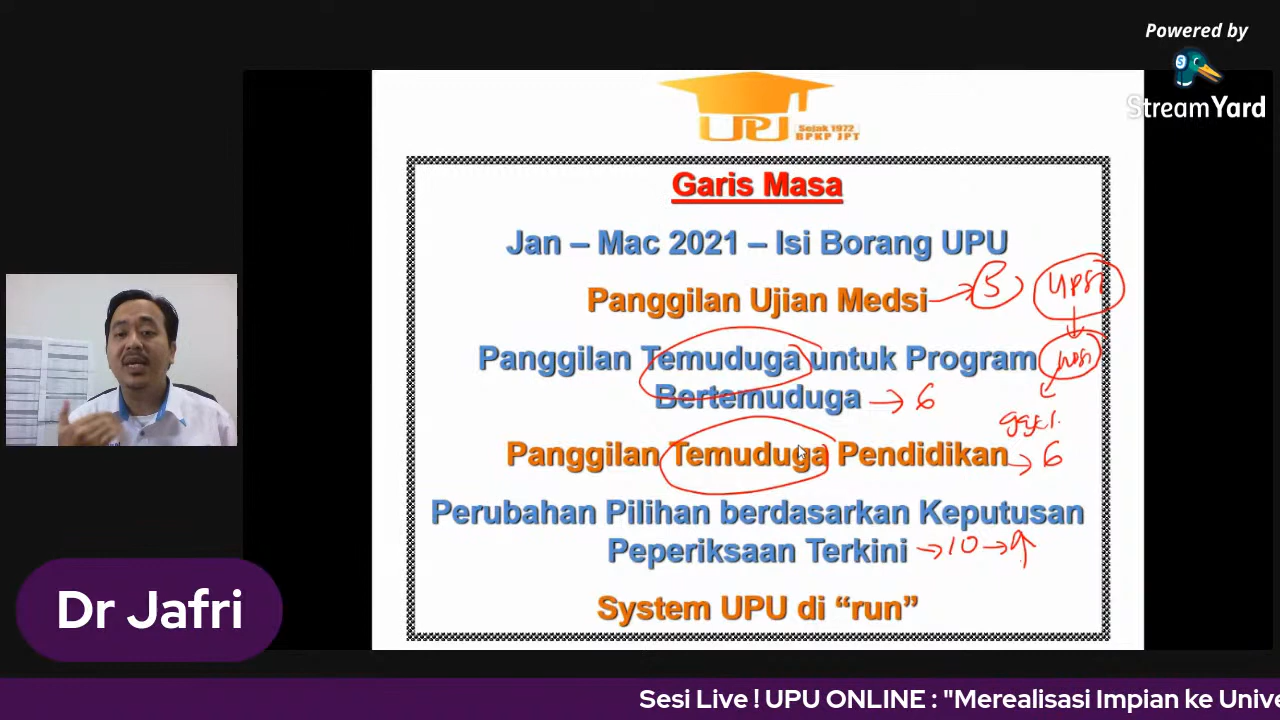 Powered by
StreamYard
UPU
Sejak 1972
BPKP JPT
Garis Masa
Jan – Mac 2021 – Isi Borang UPU
Panggilan Ujian Medsi → 5
UPSI
Panggilan Temuduga untuk Program
Bertemuduga → 6
Panggilan Temuduga Pendidikan → 6
Perubahan Pilihan berdasarkan Keputusan
Peperiksaan Terkini → 10 → 9
System UPU di “run”
Dr Jafri
Sesi Live ! UPU ONLINE : "Merealisasi Impian ke Unive